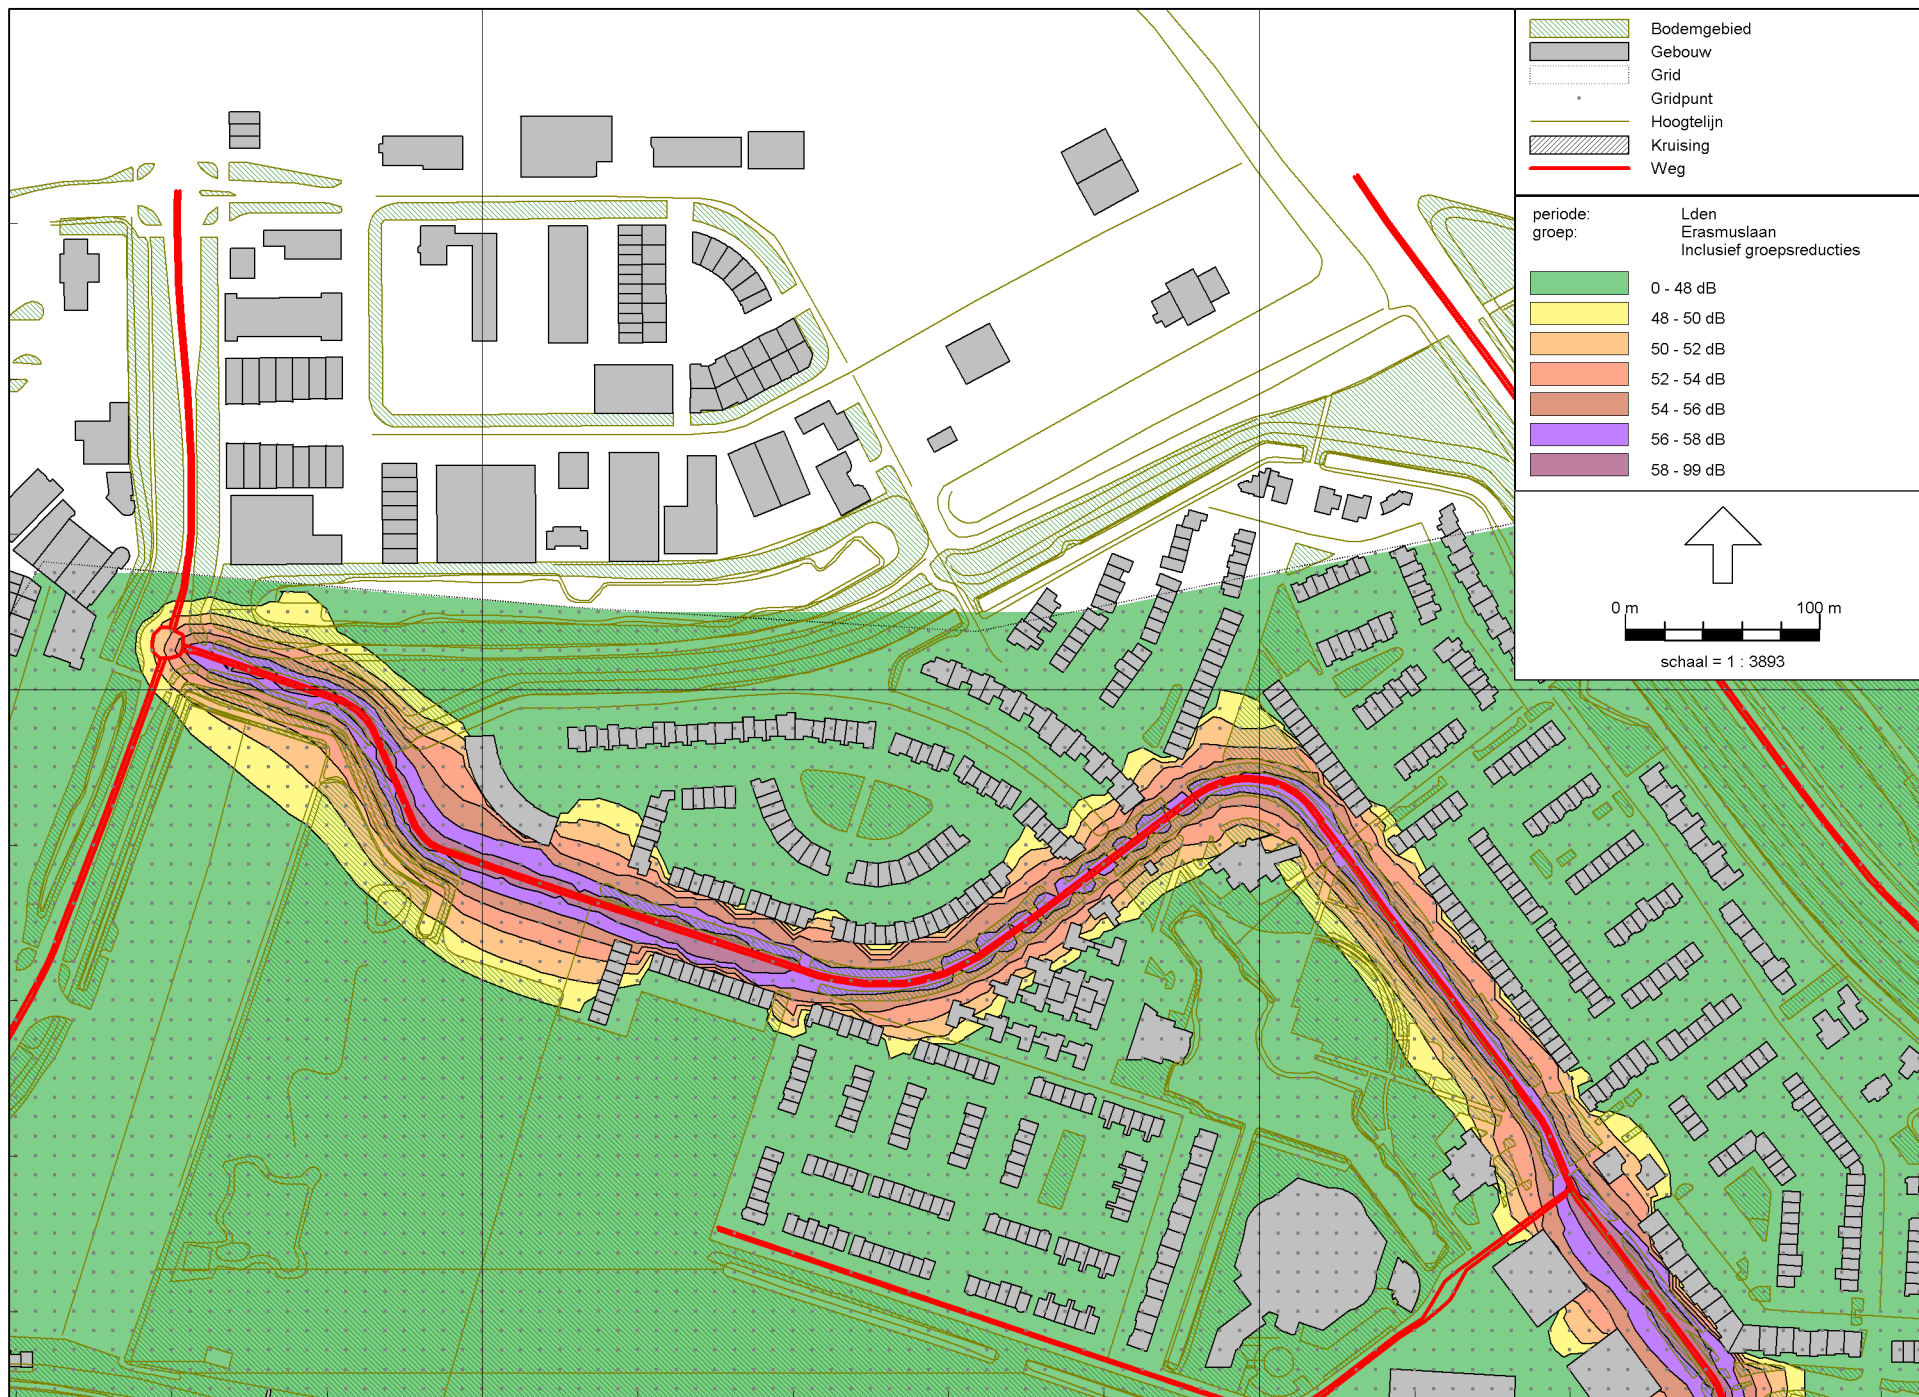 Bodemgebied
Gebouw
Grid
Gridpunt
Hoogtelijn
Kruising
Weg
periode: Lden
groep: Erasmuslaan
Inclusief groepsreducties
0 - 48 dB
48 - 50 dB
50 - 52 dB
52 - 54 dB
54 - 56 dB
56 - 58 dB
58 - 99 dB
0 m 100 m
schaal = 1 : 3893